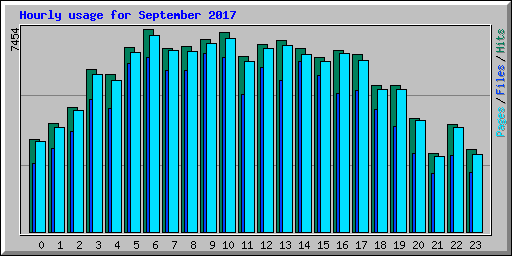 Hourly usage for September 2017
7454
Pages/Files/Hits
0 1 2 3 4 5 6 7 8 9 10 11 12 13 14 15 16 17 18 19 20 21 22 23